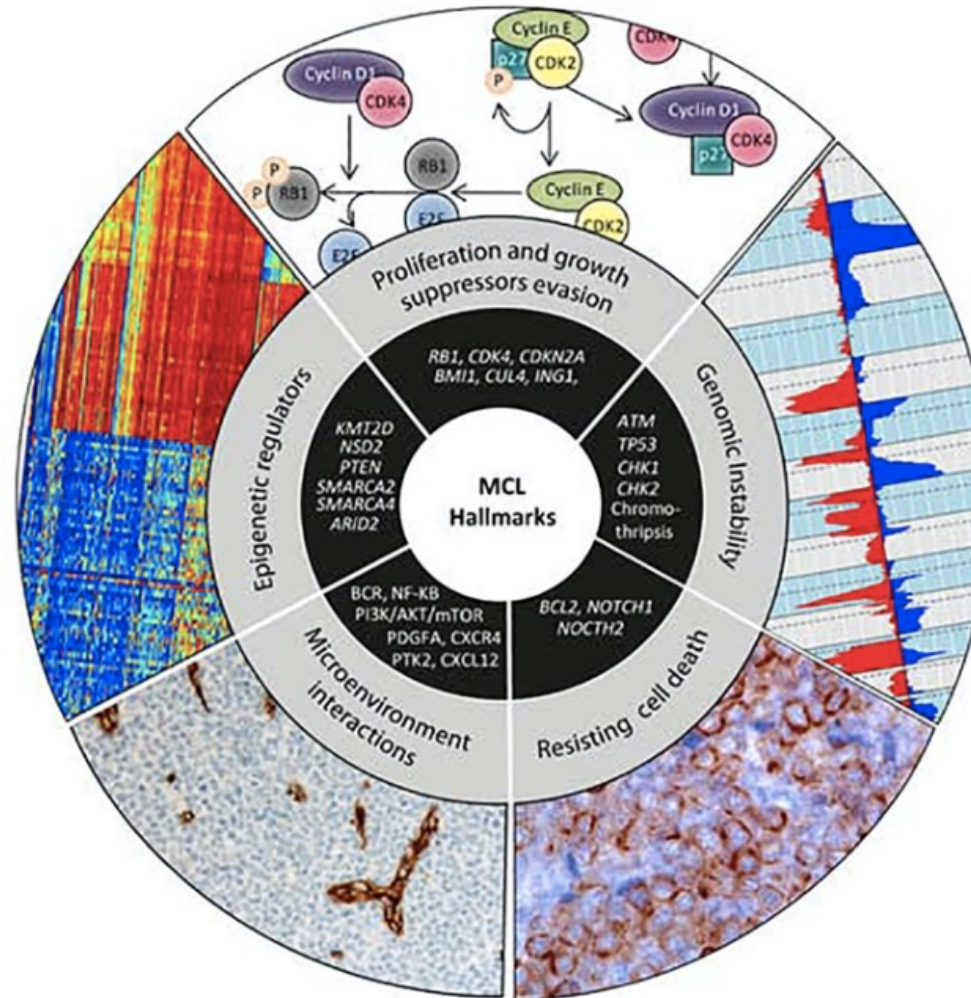 Cyclin E
p27
CDK2
P
CDK4
Cyclin D1
CDK4
Cyclin D1
CDK4
p27
RB1
P
P
RB1
E2F
E2F
Cyclin E
CDK2
Proliferation and growth
suppressors evasion
RB1, CDK4, CDKN2A
BMI1, CUL4, ING1,
Genomic Instability
ATM
TP53
CHK1
CHK2
Chromo-
thripsis
Resisting cell death
BCL2, NOTCH1
NOCTH2
Microenvironment
interactions
BCR, NF-KB
PI3K/AKT/mTOR
PDGFA, CXCR4
PTK2, CXCL12
Epigenetic regulators
KMT2D
NSD2
PTEN
SMARCA2
SMARCA4
ARID2
MCL
Hallmarks